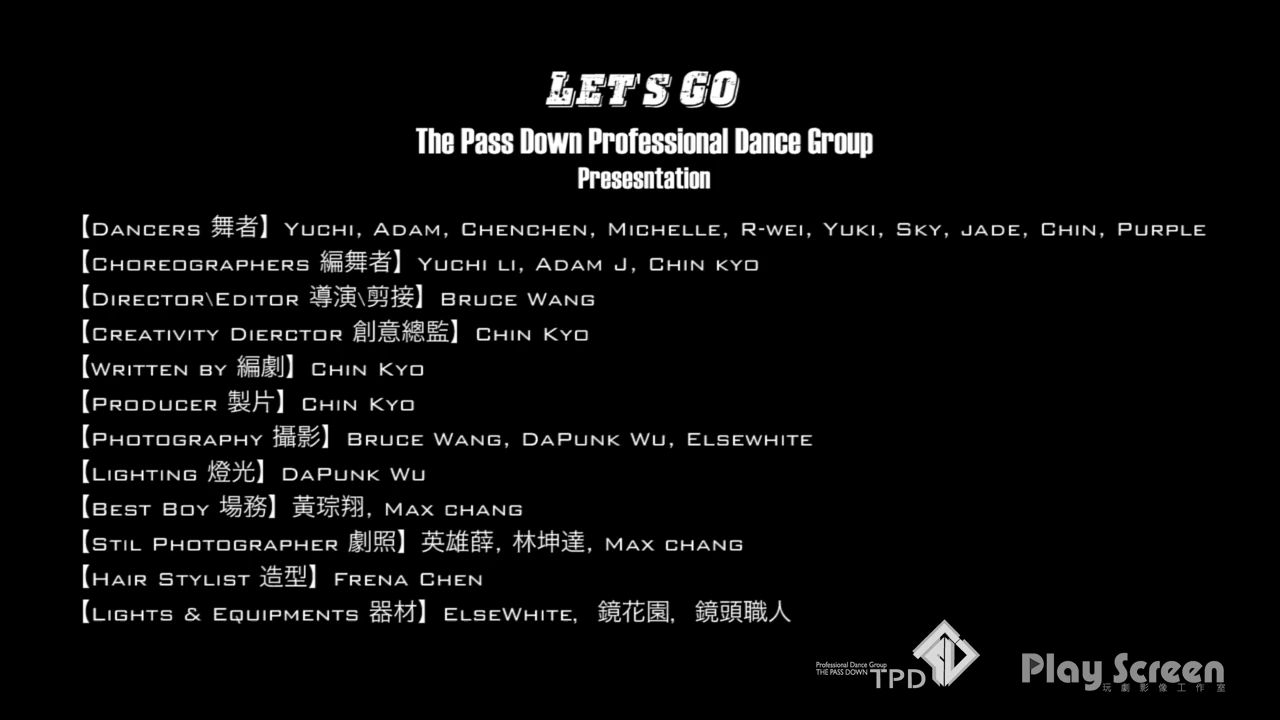 LET'S GO
The Pass Down Professional Dance Group
Presesntation
【Dancers 舞者】Yuchi, Adam, Chenchen, Michelle, R-wei, Yuki, Sky, jade, Chin, Purple
【Choreographers 編舞者】Yuchi li, Adam J, Chin kyo
【Director\Editor 導演\剪接】Bruce Wang
【Creativity Dierctor 創意總監】Chin Kyo
【Written by 編劇】Chin Kyo
【Producer 製片】Chin Kyo
【Photography 攝影】Bruce Wang, DaPunk Wu, Elsewhite
【Lighting 燈光】DaPunk Wu
【Best Boy 場務】黃琮翔, Max chang
【Stil Photographer 劇照】英雄薛, 林坤達, Max chang
【Hair Stylist 造型】Frena Chen
【Lights & Equipments 器材】ElseWhite, 鏡花園, 鏡頭職人
Professional Dance Group
THE PASS DOWN TPD
Play Screen
玩劇影像工作室